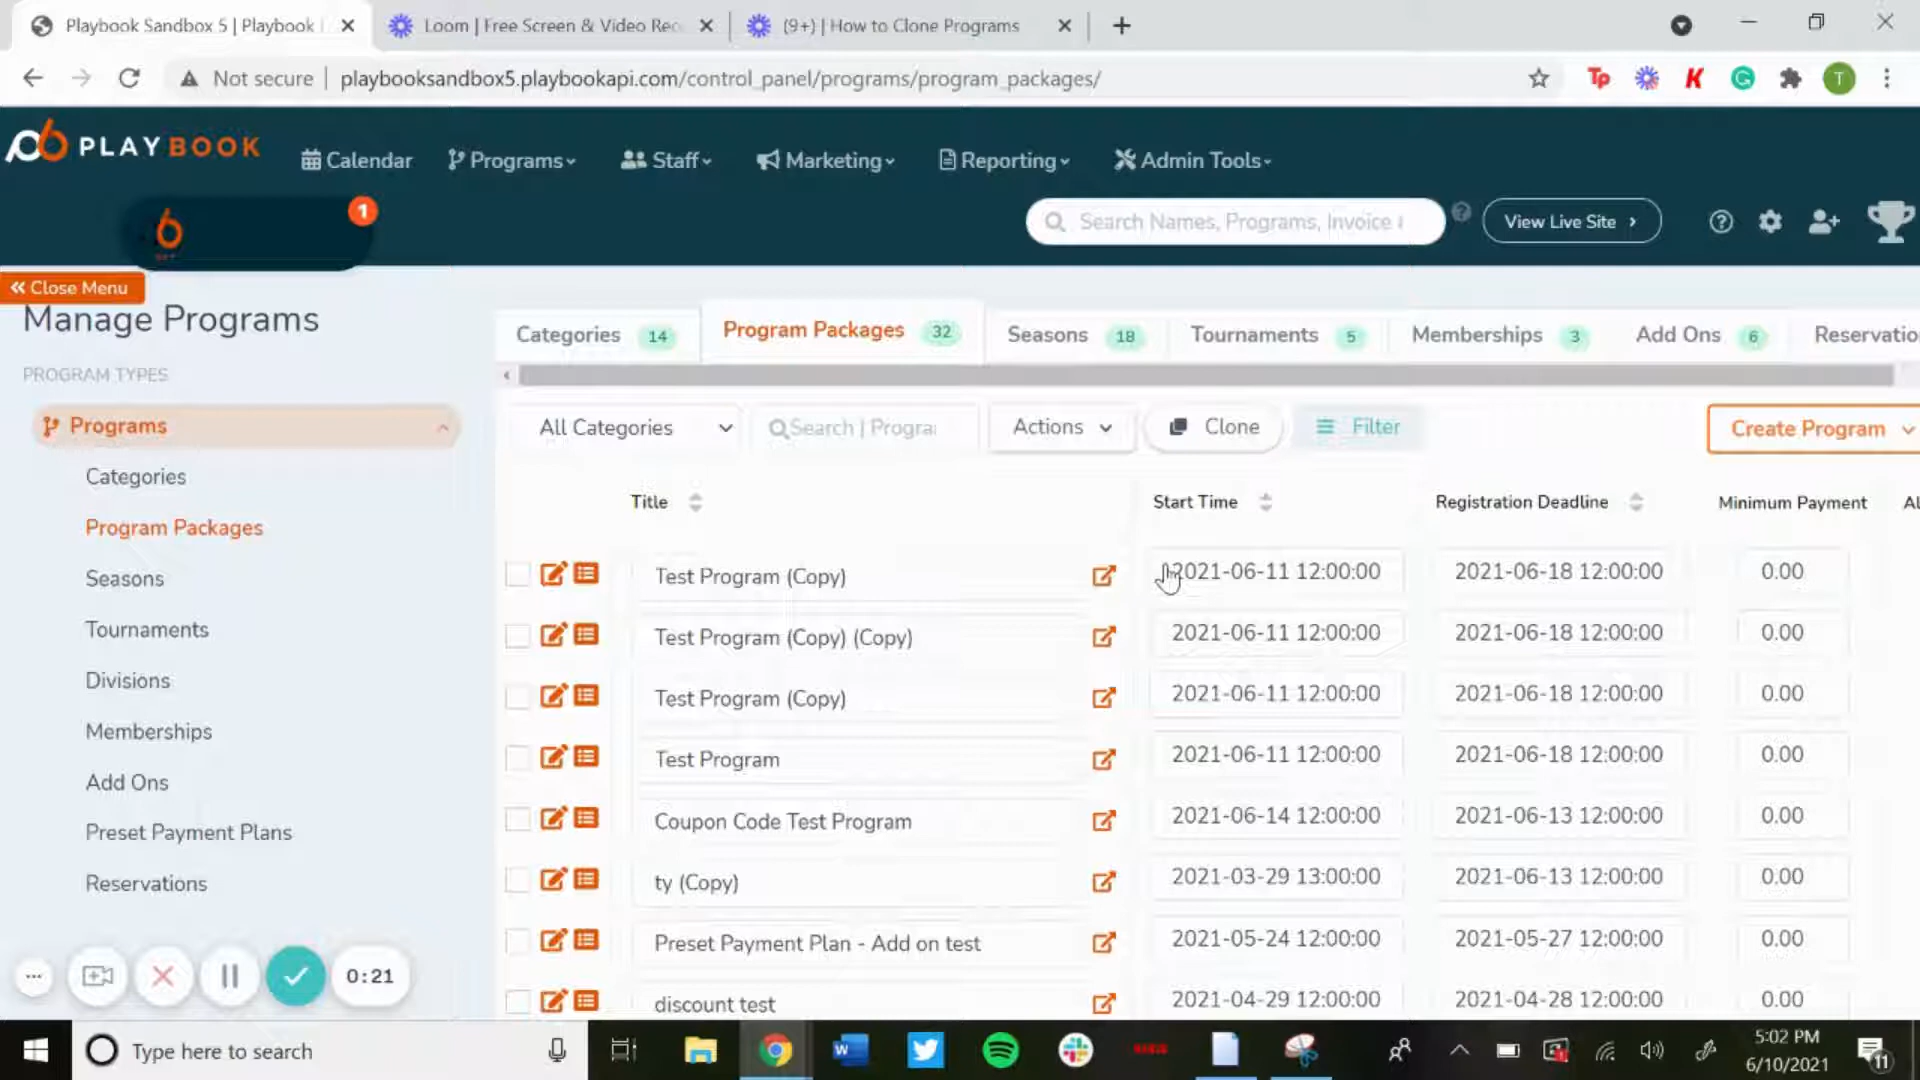 Playbook Sandbox 5 | Playbook
Loom | Free Screen & Video Rec
(9+) | How to Clone Programs
Not secure | playbooksandbox5.playbookapi.com/control_panel/programs/program_packages/
T
PLAYBOOK
Calendar
Programs
Staff
Marketing
Reporting
Admin Tools
1
Search Names, Programs, Invoice
View Live Site
Close Menu
Manage Programs
PROGRAM TYPES
Programs
Categories
Program Packages
Seasons
Tournaments
Divisions
Memberships
Add Ons
Preset Payment Plans
Reservations
Categories 14
Program Packages 32
Seasons 18
Tournaments 5
Memberships 3
Add Ons 6
Reservatio
All Categories
Search | Progra
Actions
Clone
Filter
Create Program
Title Start Time Registration Deadline Minimum Payment Al
Test Program (Copy) 2021-06-11 12:00:00 2021-06-18 12:00:00 0.00
Test Program (Copy) (Copy) 2021-06-11 12:00:00 2021-06-18 12:00:00 0.00
Test Program (Copy) 2021-06-11 12:00:00 2021-06-18 12:00:00 0.00
Test Program 2021-06-11 12:00:00 2021-06-18 12:00:00 0.00
Coupon Code Test Program 2021-06-14 12:00:00 2021-06-13 12:00:00 0.00
ty (Copy) 2021-03-29 13:00:00 2021-06-13 12:00:00 0.00
Preset Payment Plan - Add on test 2021-05-24 12:00:00 2021-05-27 12:00:00 0.00
discount test 2021-04-29 12:00:00 2021-04-28 12:00:00 0.00
0:21
Type here to search
5:02 PM
6/10/2021
11